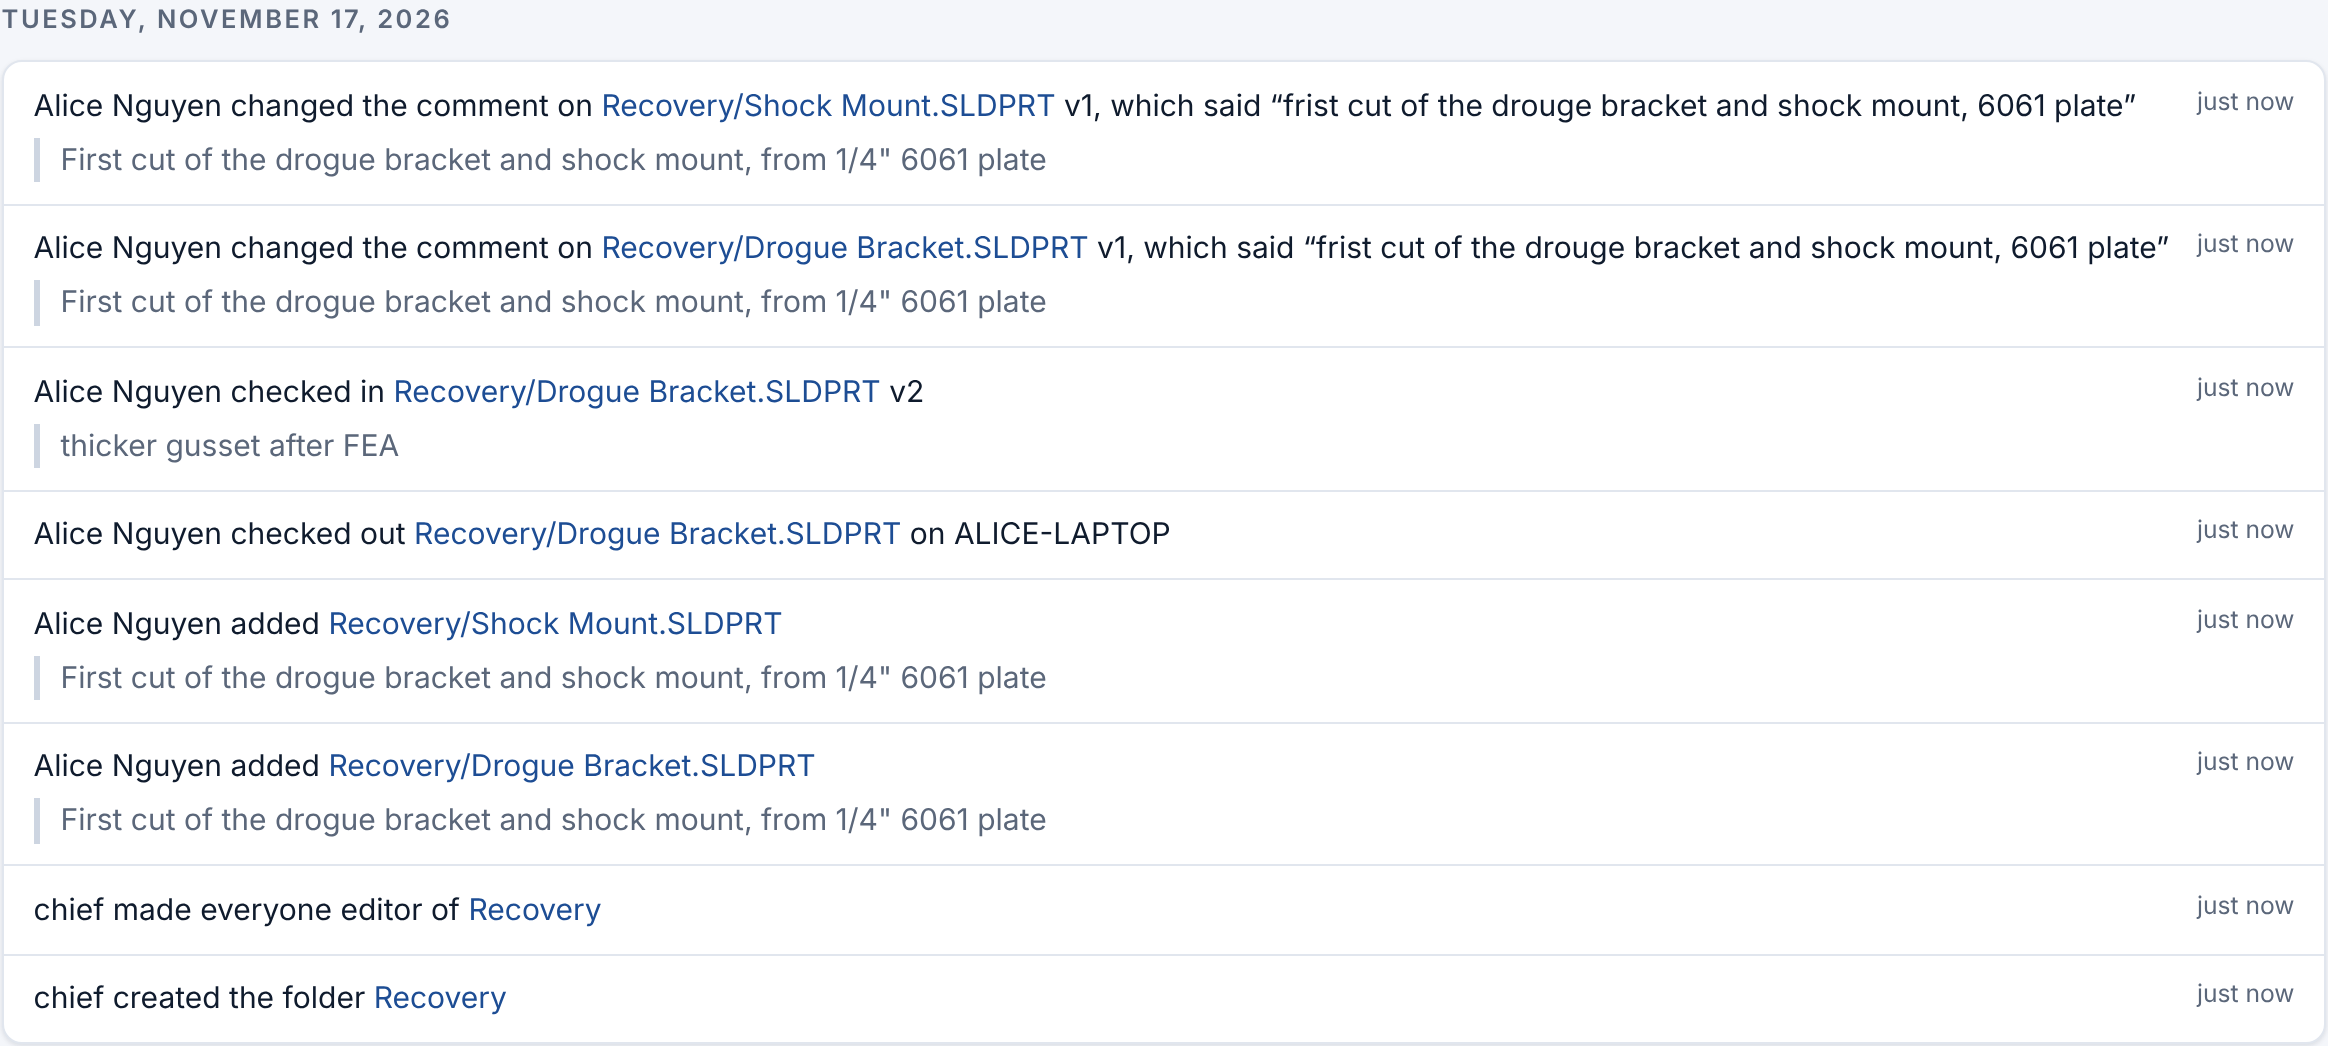 TUESDAY, NOVEMBER 17, 2026
Alice Nguyen changed the comment on Recovery/Shock Mount.SLDPRT v1, which said “frist cut of the drouge bracket and shock mount, 6061 plate” just now
First cut of the drogue bracket and shock mount, from 1/4" 6061 plate
Alice Nguyen changed the comment on Recovery/Drogue Bracket.SLDPRT v1, which said “frist cut of the drouge bracket and shock mount, 6061 plate” just now
First cut of the drogue bracket and shock mount, from 1/4" 6061 plate
Alice Nguyen checked in Recovery/Drogue Bracket.SLDPRT v2 just now
thicker gusset after FEA
Alice Nguyen checked out Recovery/Drogue Bracket.SLDPRT on ALICE-LAPTOP just now
Alice Nguyen added Recovery/Shock Mount.SLDPRT just now
First cut of the drogue bracket and shock mount, from 1/4" 6061 plate
Alice Nguyen added Recovery/Drogue Bracket.SLDPRT just now
First cut of the drogue bracket and shock mount, from 1/4" 6061 plate
chief made everyone editor of Recovery just now
chief created the folder Recovery just now